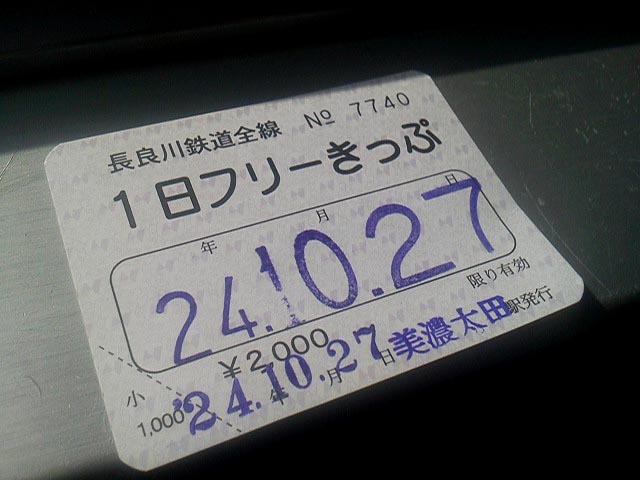 長良川鉄道全線 № 7740
1日フリーきっぷ
年 月 日
24.10.27
限り有効
¥2,000
小 '24.10.27 美濃太田駅発行
1,000 年 月 日